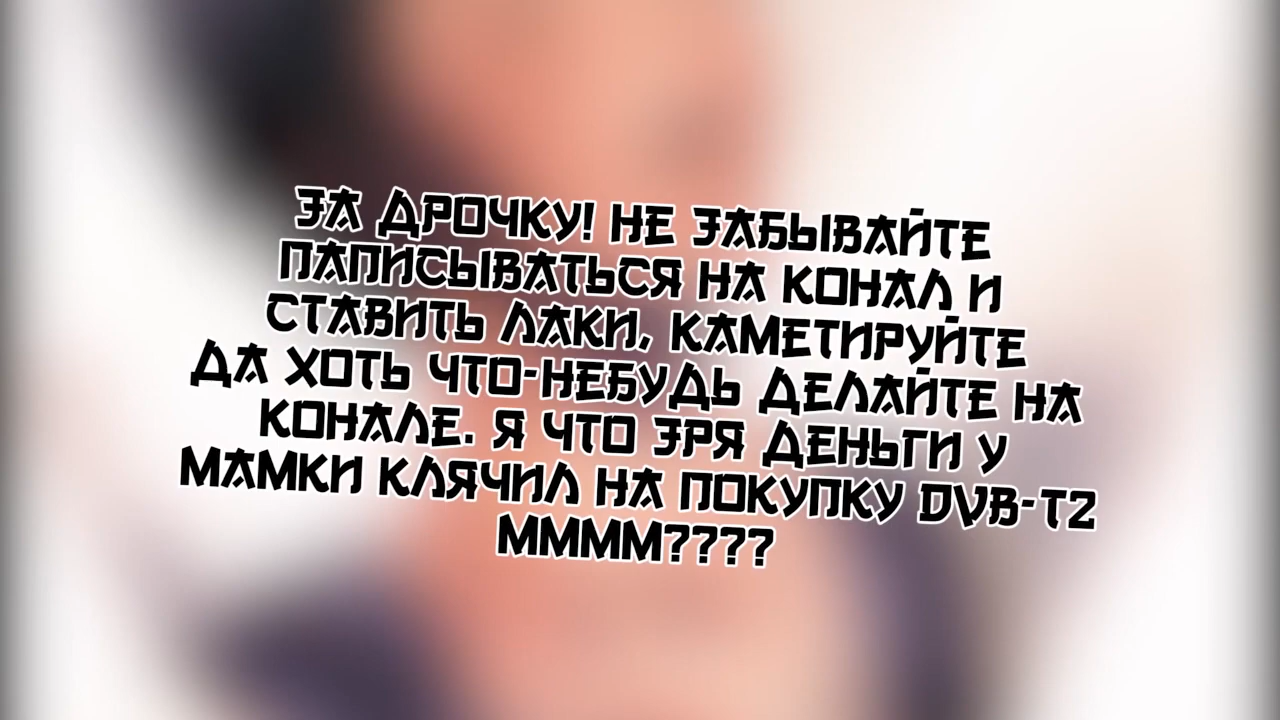 ЗА ДРОЧКУ! НЕ ЗАБЫВАЙТЕ
ПАПИСЫВАТЬСЯ НА КОНАЛ И
СТАВИТЬ ЛАКИ, КАМЕТИРУЙТЕ
ДА ХОТЬ ЧТО-НЕБУДЬ ДЕЛАЙТЕ НА
КОНАЛЕ. Я ЧТО ЗРЯ ДЕНЬГИ У
МАМКИ КЛЯЧИЛ НА ПОКУПКУ DVB-T2
ММММ????